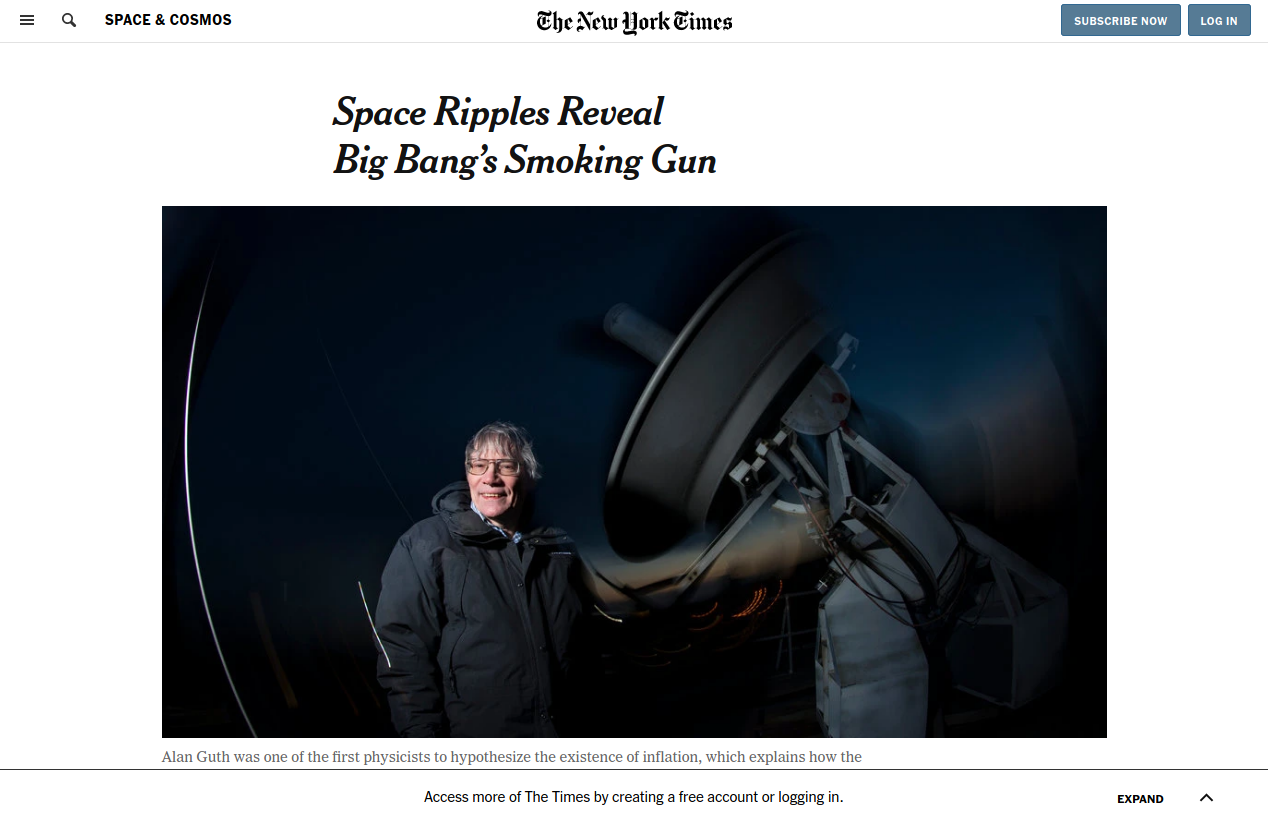 SPACE & COSMOS
The New York Times
SUBSCRIBE NOW
LOG IN
Space Ripples Reveal
Big Bang’s Smoking Gun
Alan Guth was one of the first physicists to hypothesize the existence of inflation, which explains how the
Access more of The Times by creating a free account or logging in.
EXPAND